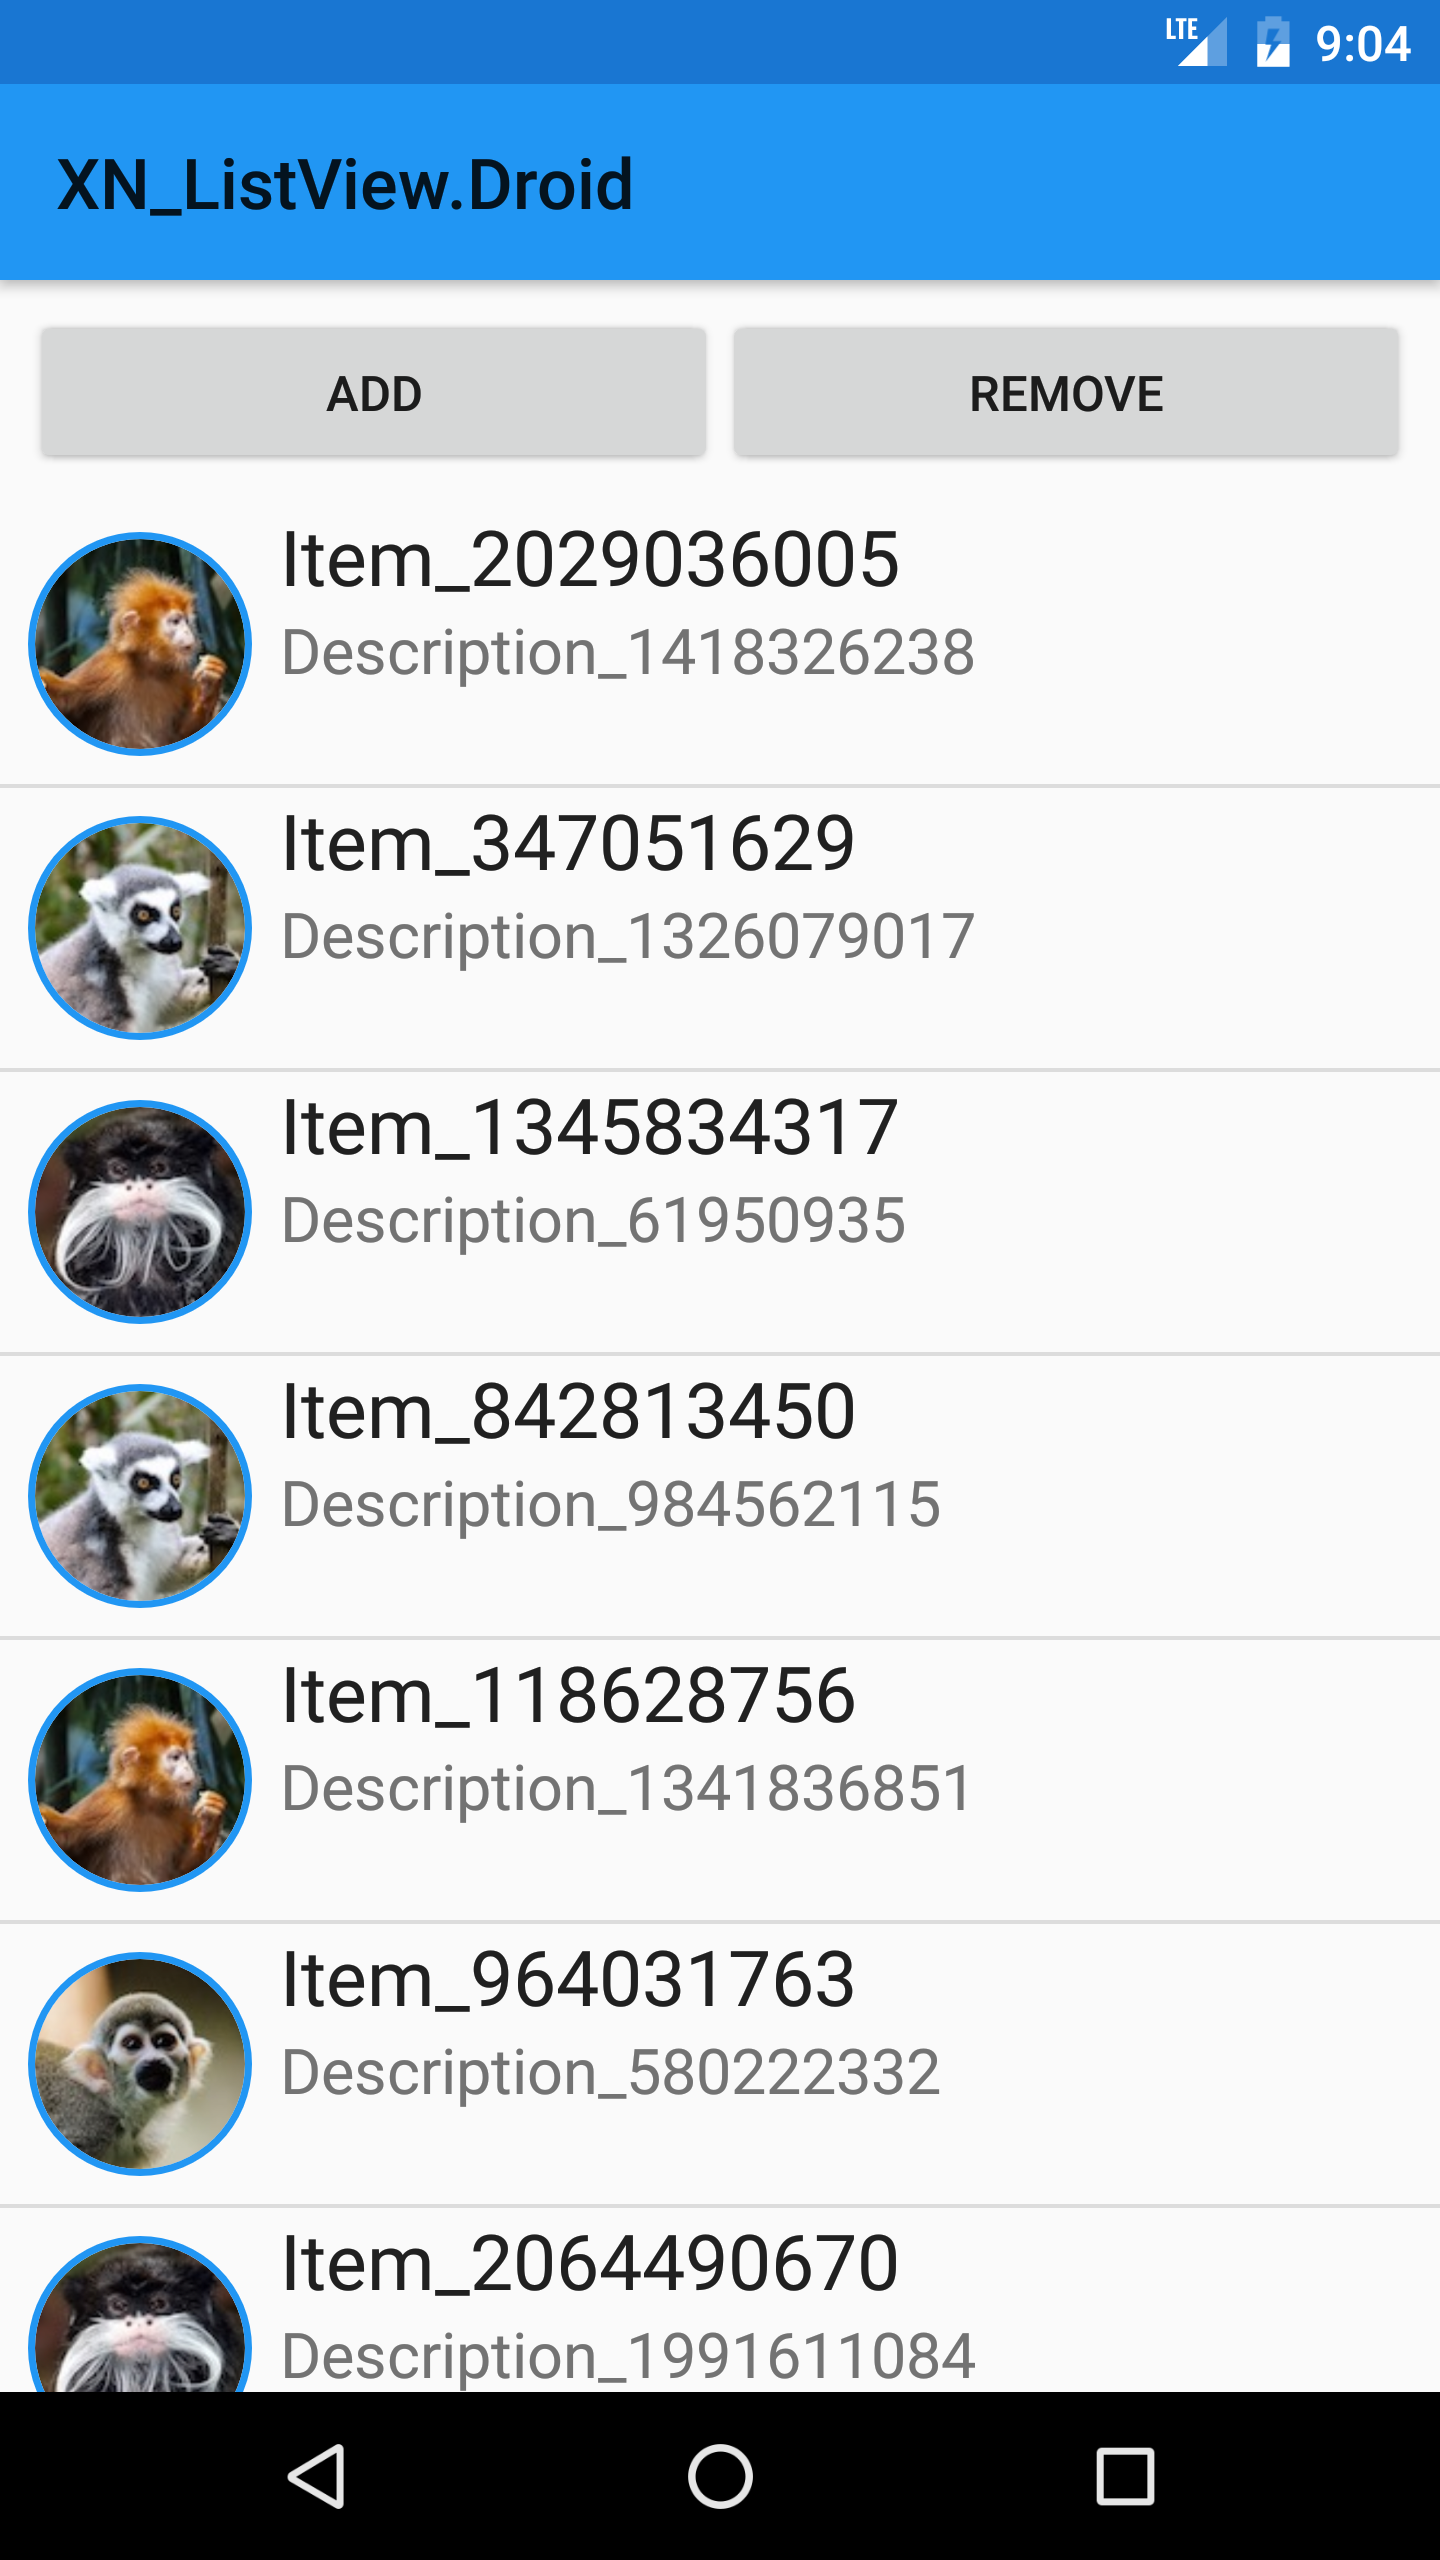 LTE 9:04
XN_ListView.Droid
ADD REMOVE
Item_2029036005
Description_1418326238
Item_347051629
Description_1326079017
Item_1345834317
Description_61950935
Item_842813450
Description_984562115
Item_118628756
Description_1341836851
Item_964031763
Description_580222332
Item_2064490670
Description_1991611084